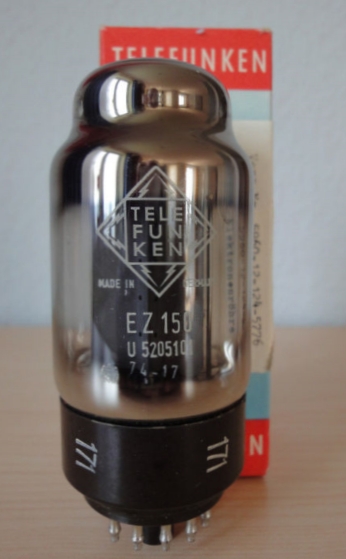 TELEFUNKEN
TELE
FUN
KEN
MADE IN
EZ 150
U 520510
74-17
171
171
N